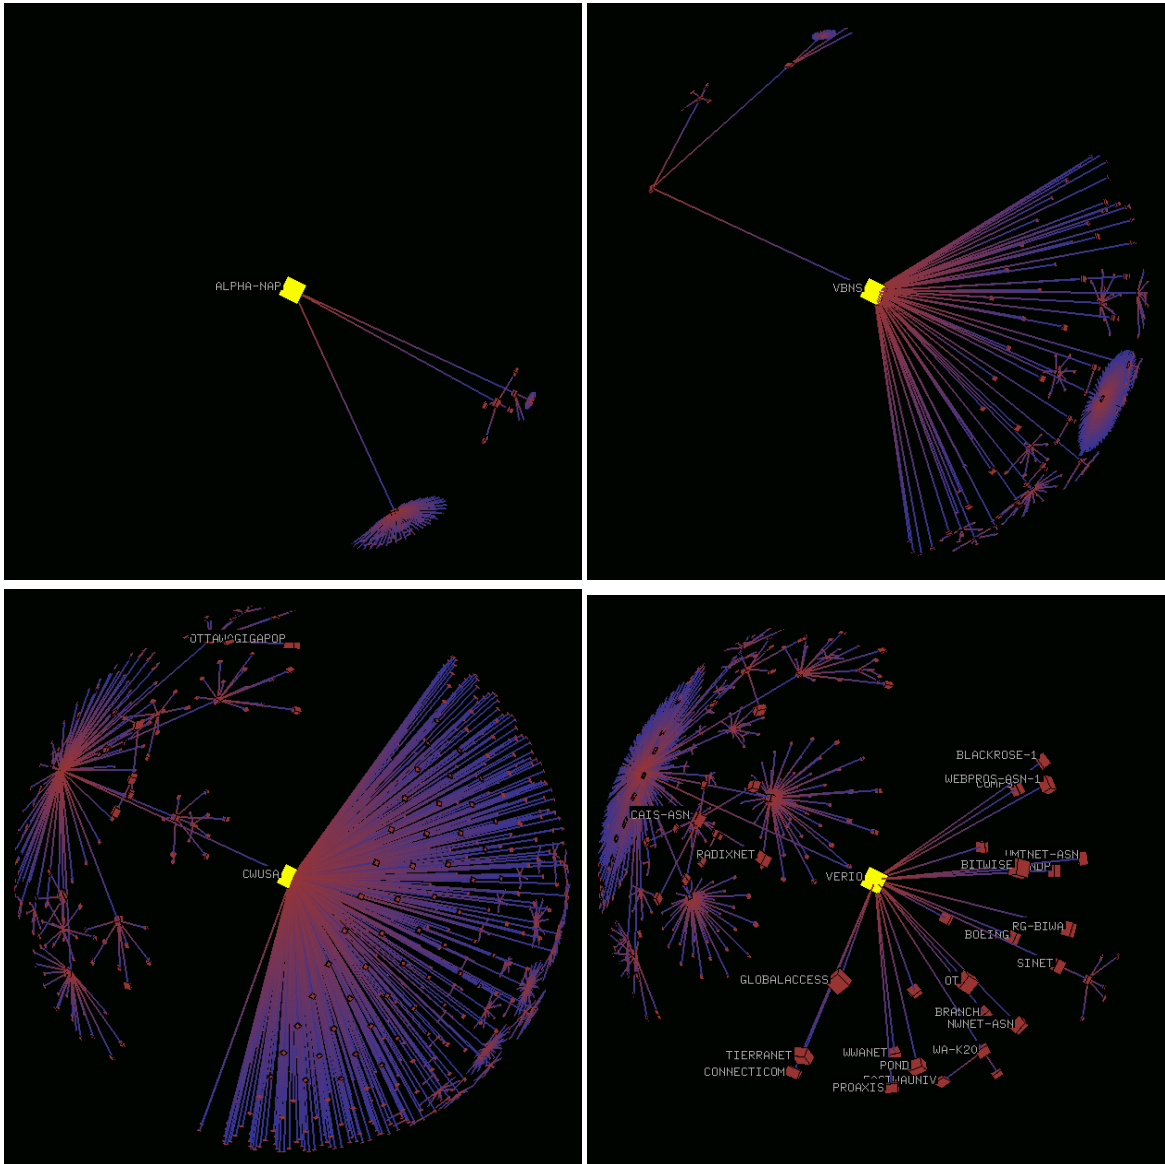 ALPHA-NAP
VBNS
OTTAWAGIGAPOP
CWUSA
BLACKROSE-1
WEBPROS-ASN-1
CAIS-ASN
RADIXNET
UMTNET-ASN
BITWISE
VERIO
RG-BIWA
BOEING
SINET
GLOBALACCESS
OT
BRANCH
NWNET-ASN
WA-K20
TIERRANET
WWANET
POND
CONNECTICOM
PROAXIS